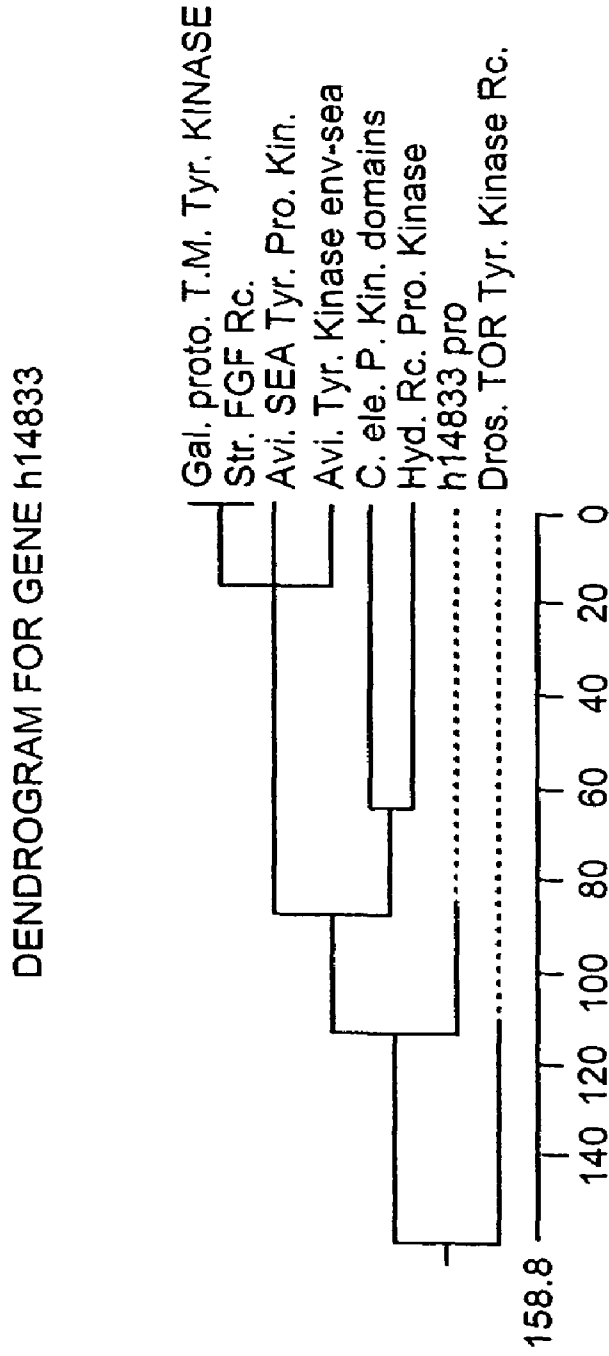 DENDROGRAM FOR GENE h14833
Gal. proto. T.M. Tyr. KINASE
Str. FGF Rc.
Avi. SEA Tyr. Pro. Kin.
Avi. Tyr. Kinase env-sea
C. ele. P. Kin. domains
Hyd. Rc. Pro. Kinase
h14833 pro
Dros. TOR Tyr. Kinase Rc.
158.8
140 120 100 80 60 40 20 0